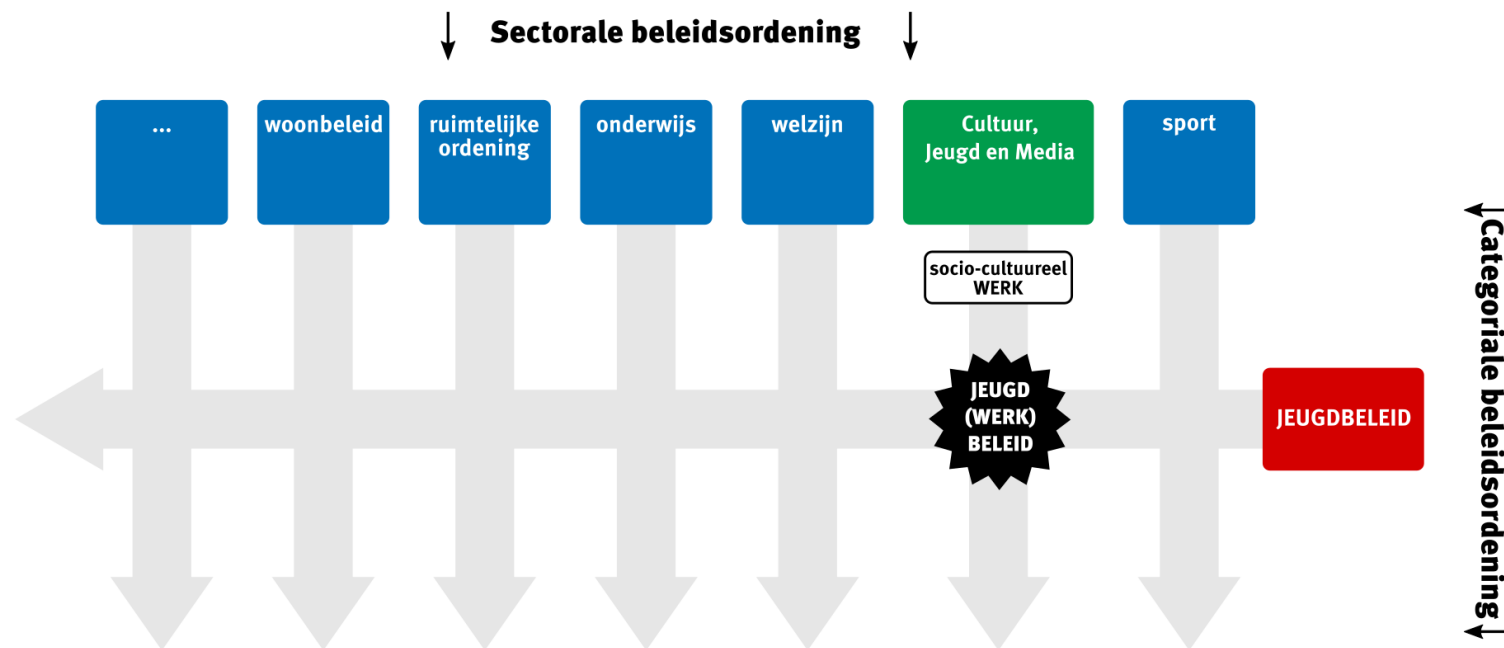 Sectorale beleidsordening
...
woonbeleid
ruimtelijke
ordening
onderwijs
welzijn
Cultuur,
Jeugd en Media
sport
socio-cultuureel
WERK
JEUGD
(WERK)
BELEID
JEUGDBELEID
Categoriale beleidsordening